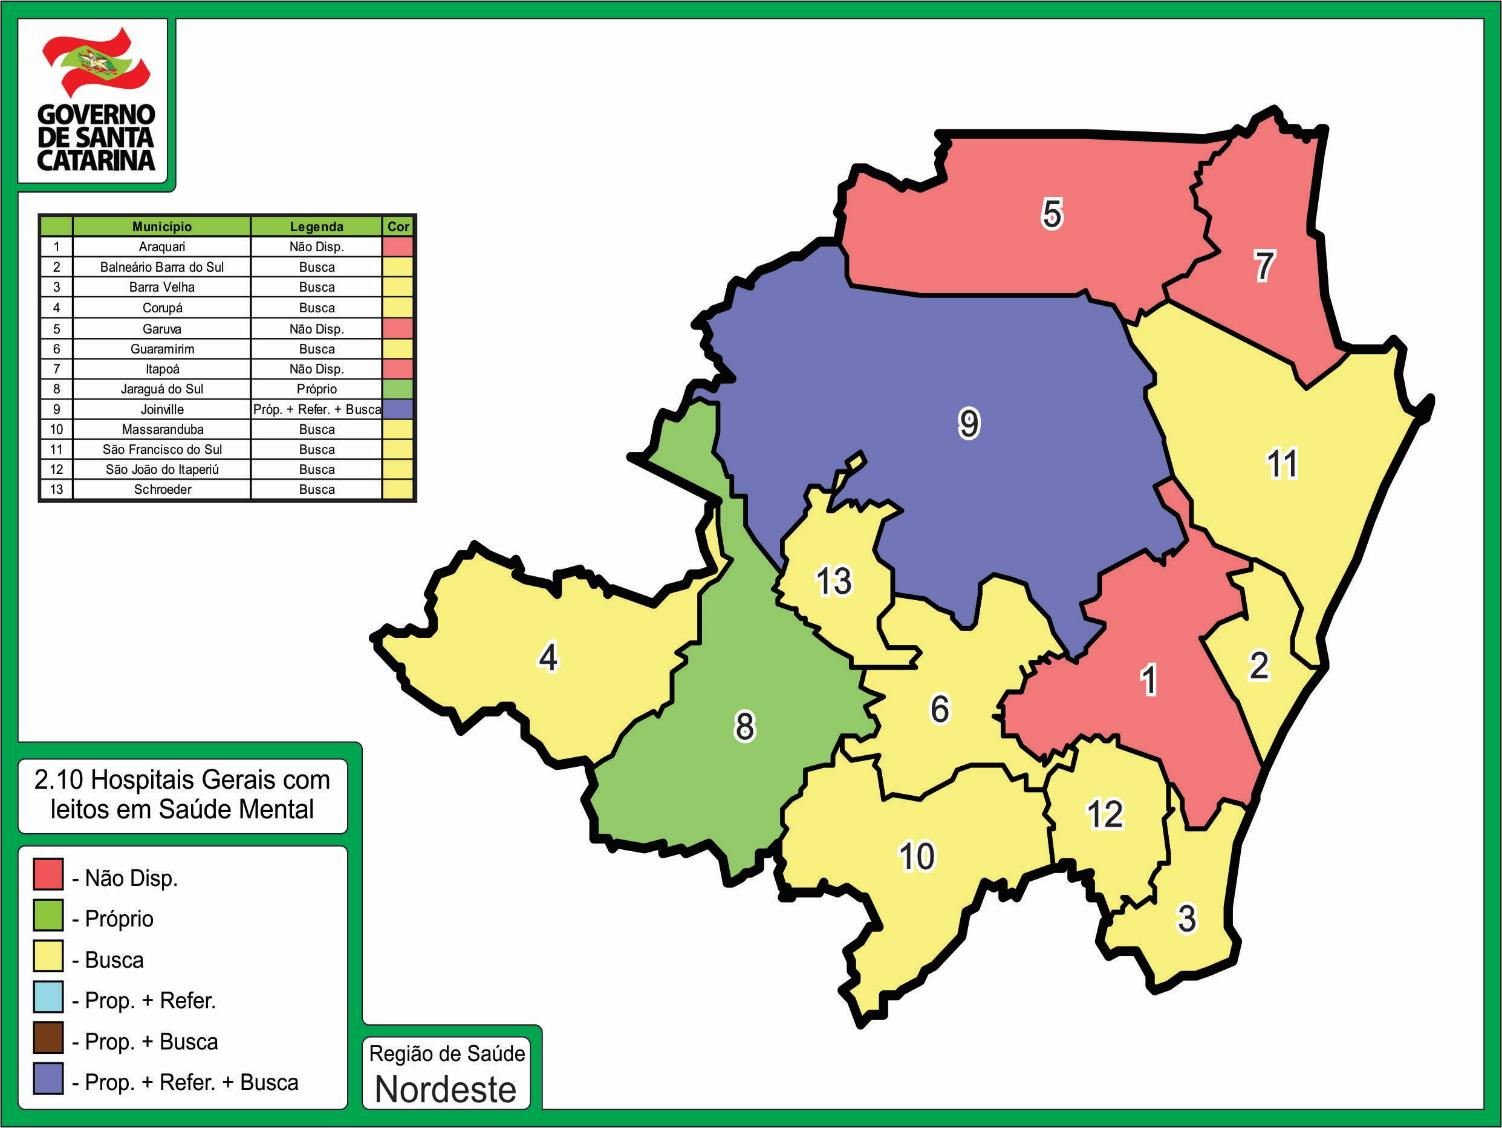 GOVERNO
DE SANTA
CATARINA
Município Legenda Cor
1 Araquari Não Disp.
2 Balneário Barra do Sul Busca
3 Barra Velha Busca
4 Corupá Busca
5 Garuva Não Disp.
6 Guaramirim Busca
7 Itapoá Não Disp.
8 Jaraguá do Sul Próprio
9 Joinville Próp. + Refer. + Busca
10 Massaranduba Busca
11 São Francisco do Sul Busca
12 São João do Itaperiú Busca
13 Schroeder Busca
5
7
9
11
13
4
2
1
6
8
12
10
3
2.10 Hospitais Gerais com
leitos em Saúde Mental
- Não Disp.
- Próprio
- Busca
- Prop. + Refer.
- Prop. + Busca
- Prop. + Refer. + Busca
Região de Saúde
Nordeste